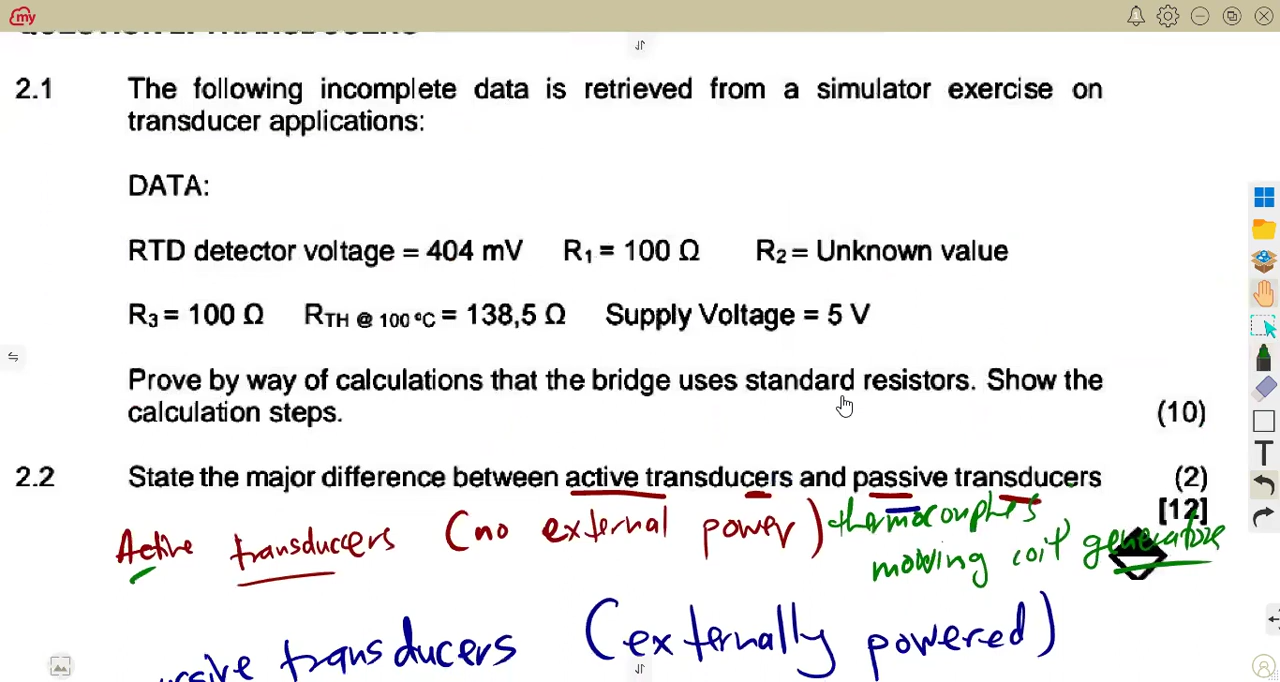 my
2.1 The following incomplete data is retrieved from a simulator exercise on
transducer applications:
DATA:
RTD detector voltage = 404 mV R₁ = 100 Ω R₂ = Unknown value
R₃ = 100 Ω R_TH @ 100 °C = 138,5 Ω Supply Voltage = 5 V
Prove by way of calculations that the bridge uses standard resistors. Show the
calculation steps. (10)
2.2 State the major difference between active transducers and passive transducers (2)
[12]
Active transducers (no external power) thermocouples
moving coil generators
transducers (externally powered)
T